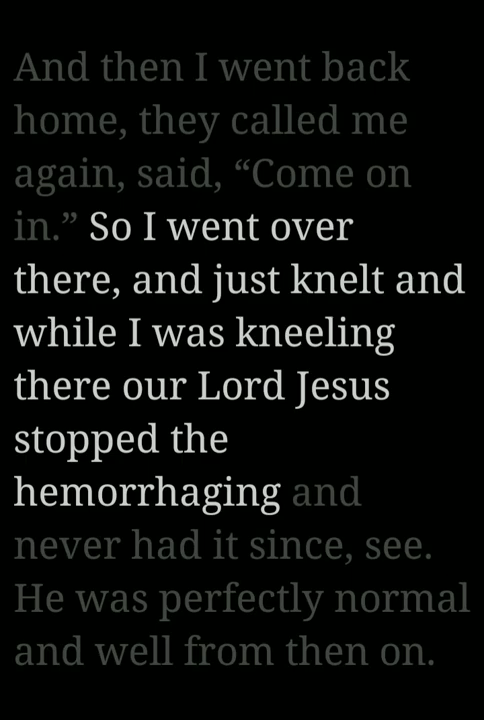 And then I went back
home, they called me
again, said, “Come on
in.” So I went over
there, and just knelt and
while I was kneeling
there our Lord Jesus
stopped the
hemorrhaging and
never had it since, see.
He was perfectly normal
and well from then on.